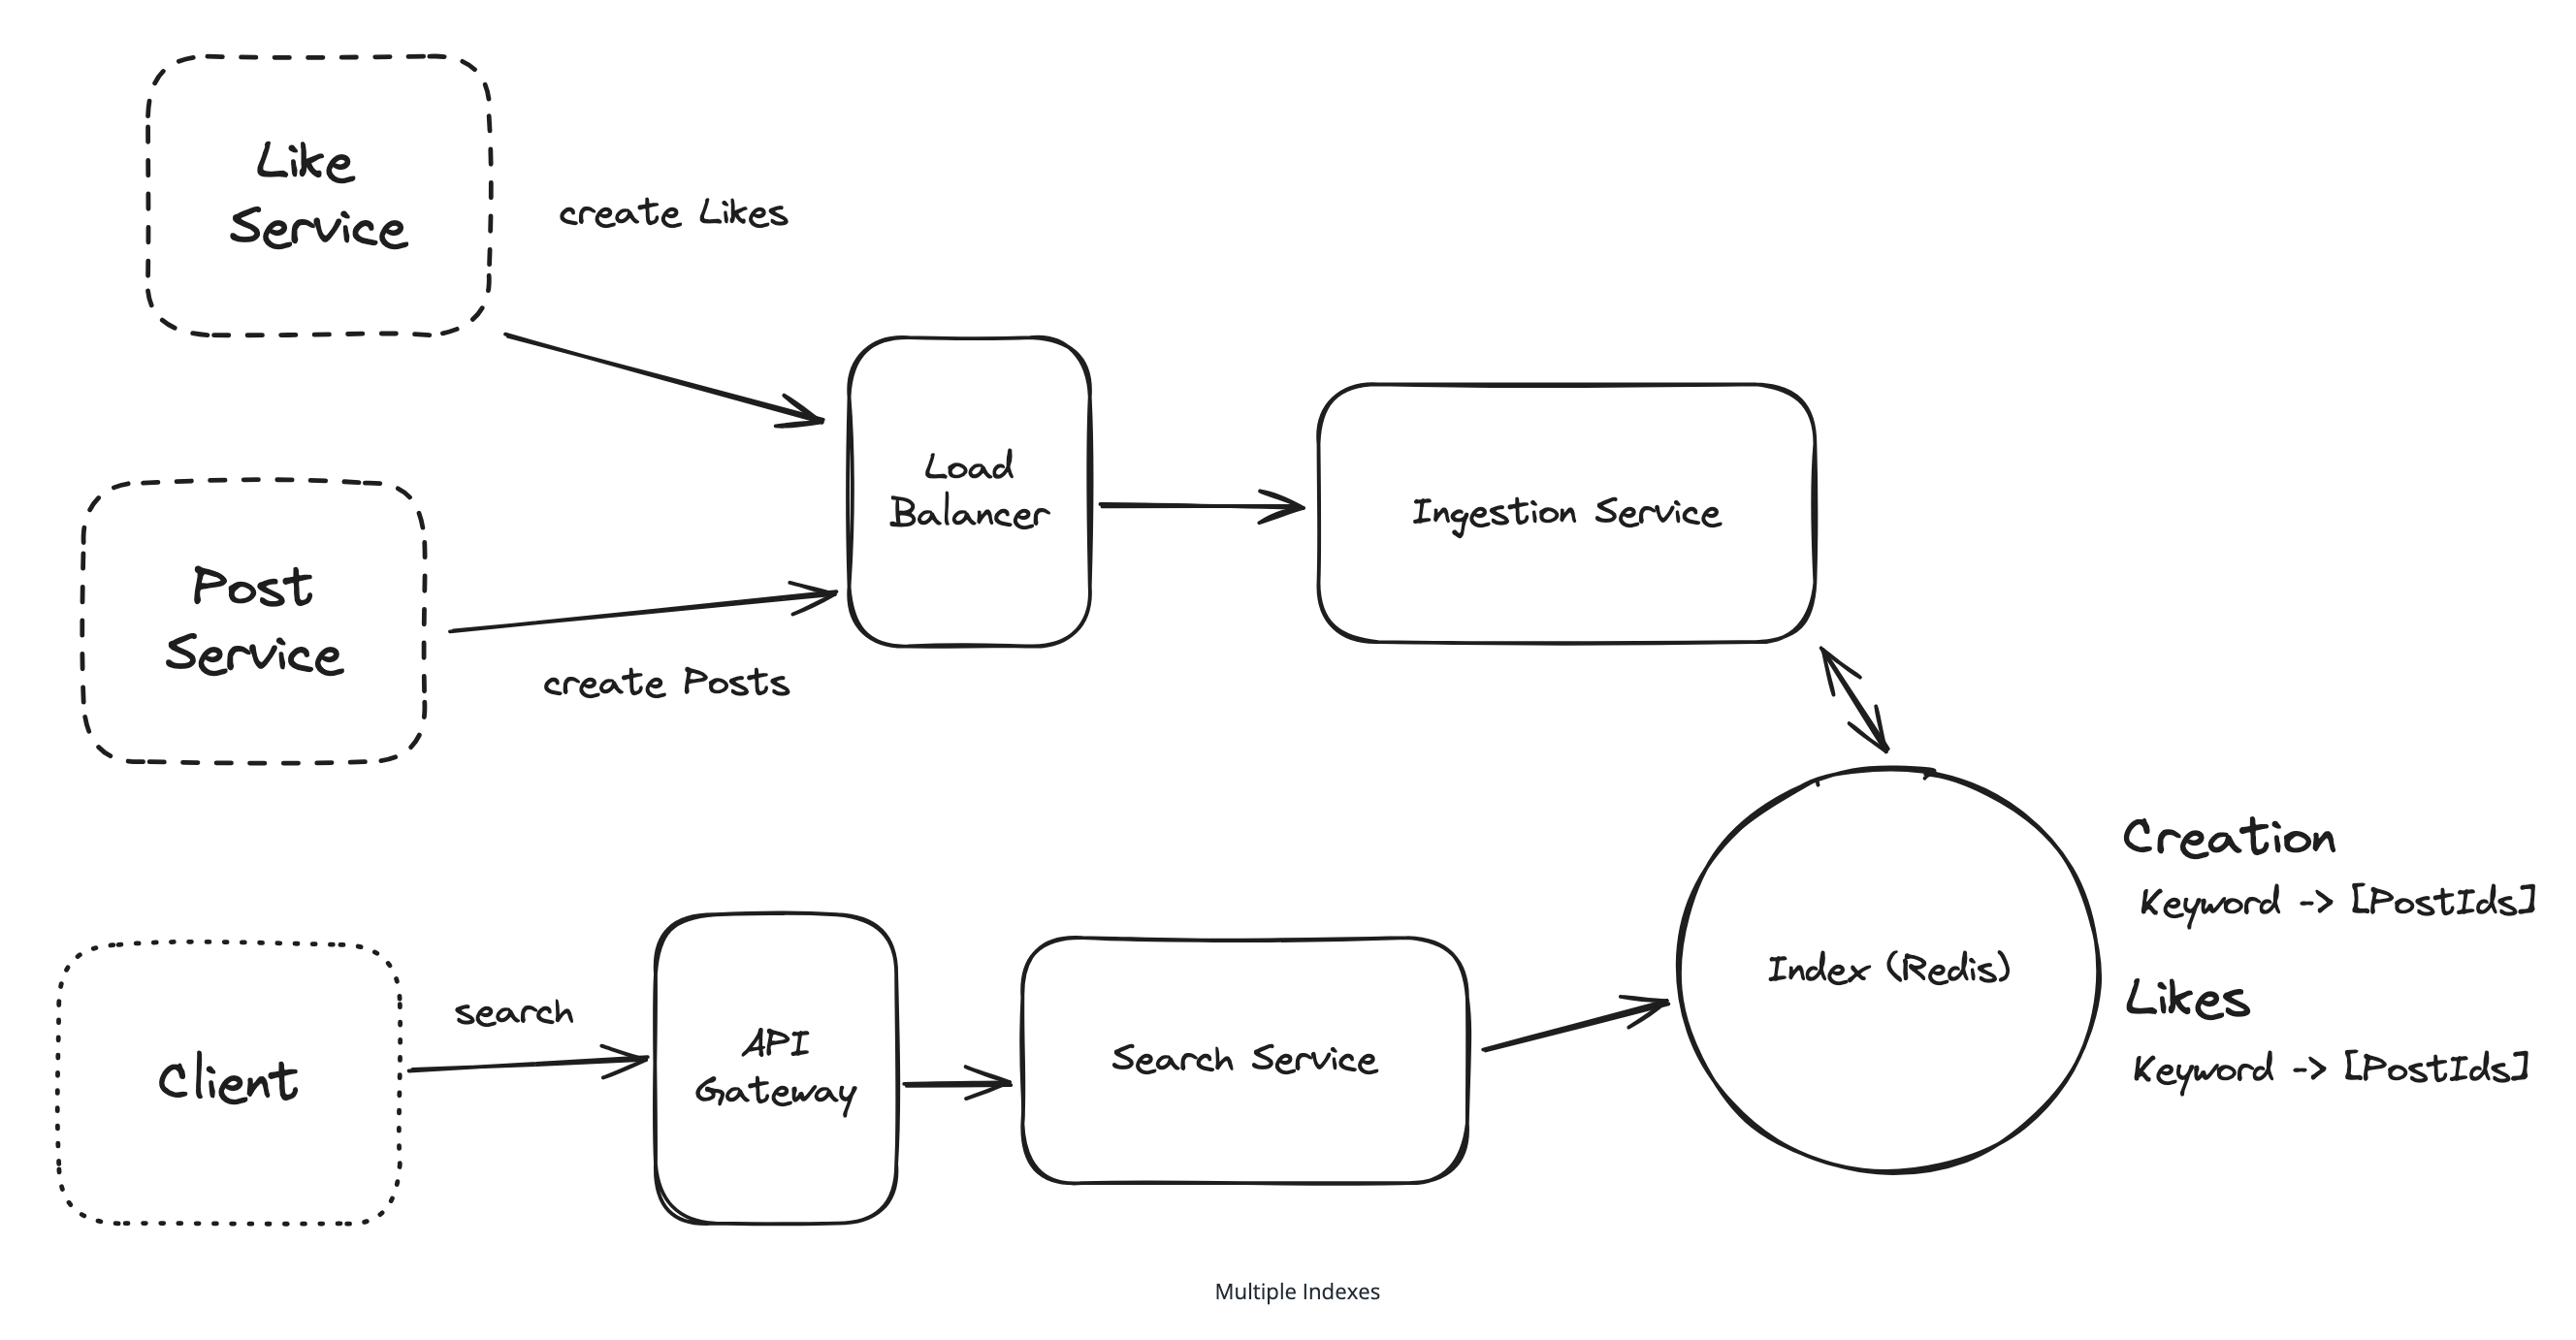 Like
Service
create Likes
Load
Balancer
Ingestion Service
Post
Service
create Posts
Creation
Keyword -> [PostIds]
Index (Redis)
Likes
Keyword -> [PostIds]
Client
search
API
Gateway
Search Service
Multiple Indexes